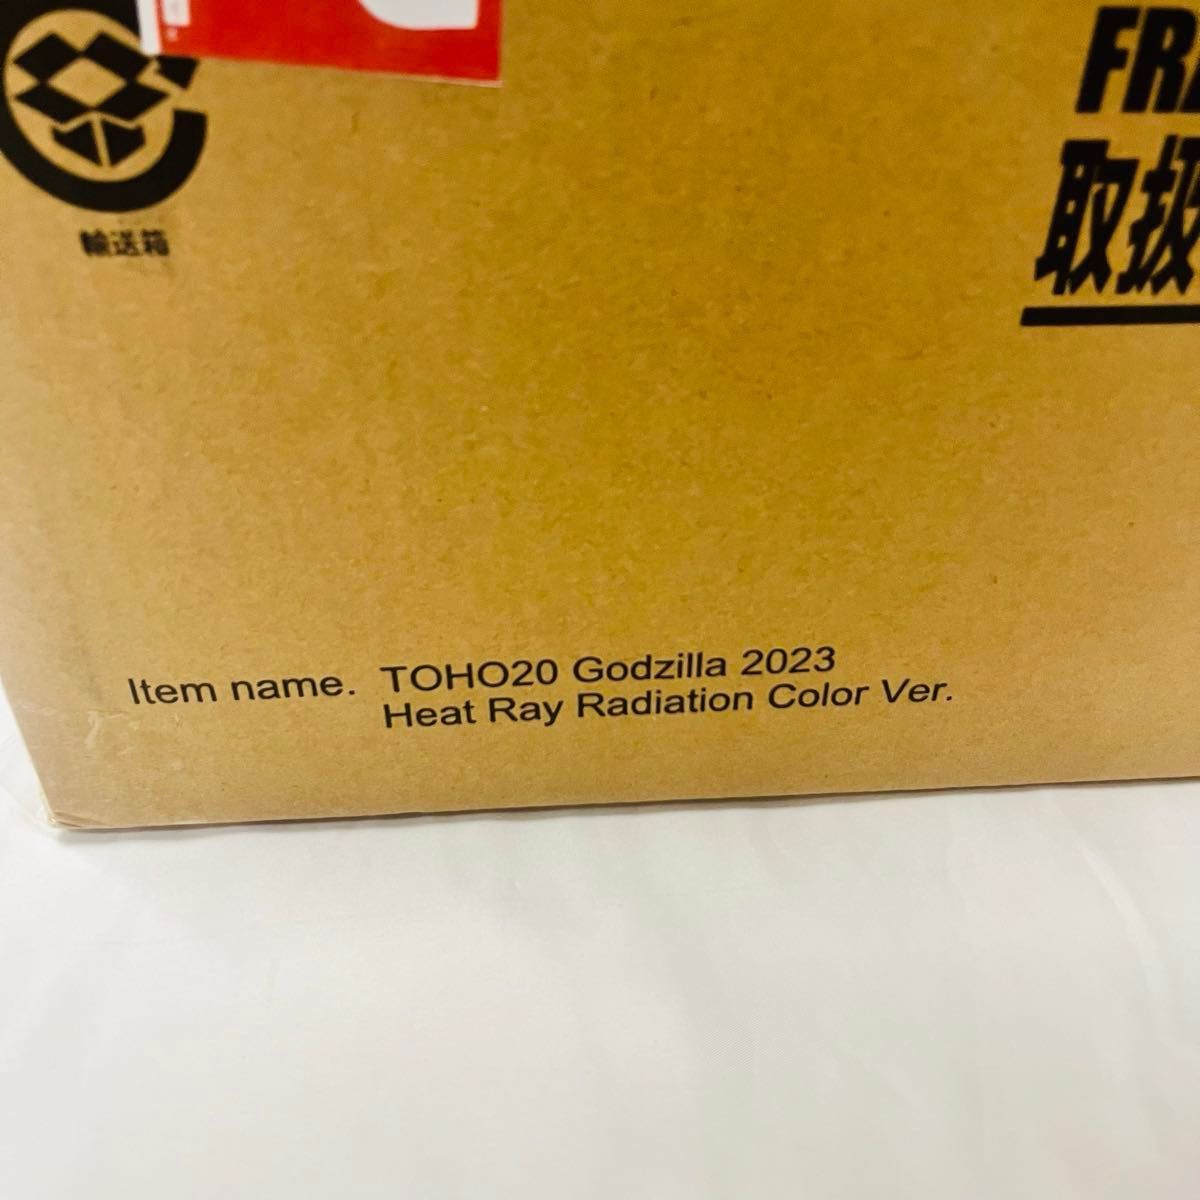 輸送箱
Item name. TOHO20 Godzilla 2023
Heat Ray Radiation Color Ver.